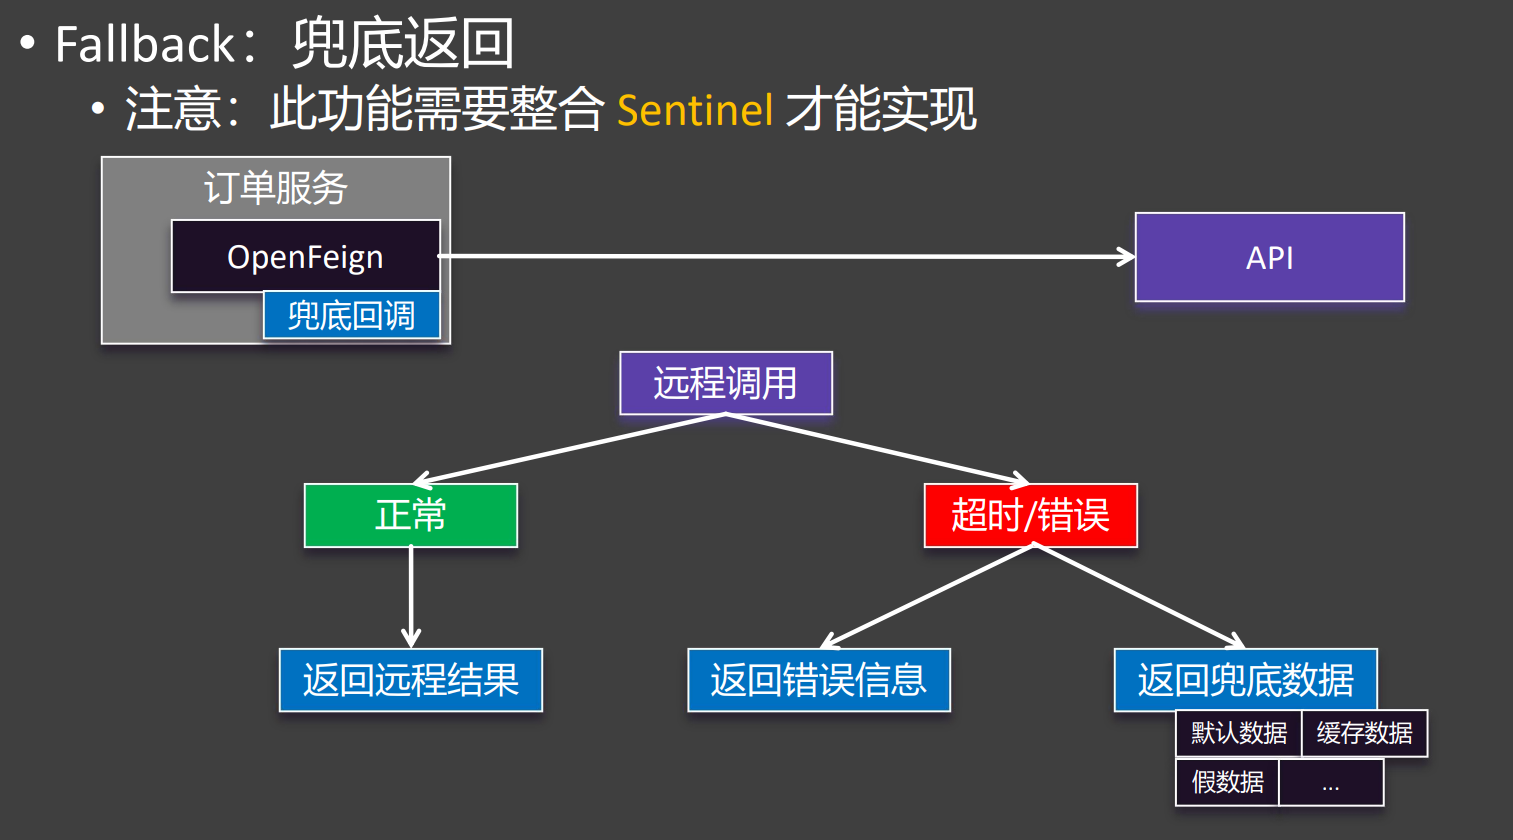 • Fallback：兜底返回
• 注意：此功能需要整合 Sentinel 才能实现
订单服务
OpenFeign
API
兜底回调
远程调用
正常
超时/错误
返回远程结果
返回错误信息
返回兜底数据
默认数据
缓存数据
假数据
...